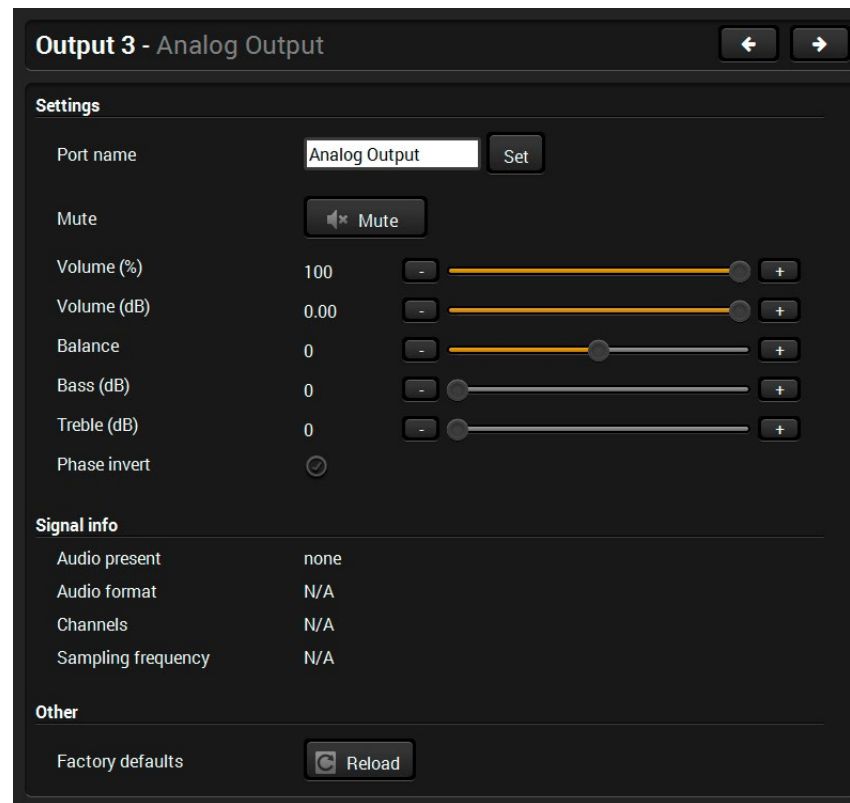 Output 3 - Analog Output
Settings
Port name Analog Output Set
Mute Mute
Volume (%) 100 - +
Volume (dB) 0.00 - +
Balance 0 - +
Bass (dB) 0 - +
Treble (dB) 0 - +
Phase invert
Signal info
Audio present none
Audio format N/A
Channels N/A
Sampling frequency N/A
Other
Factory defaults Reload